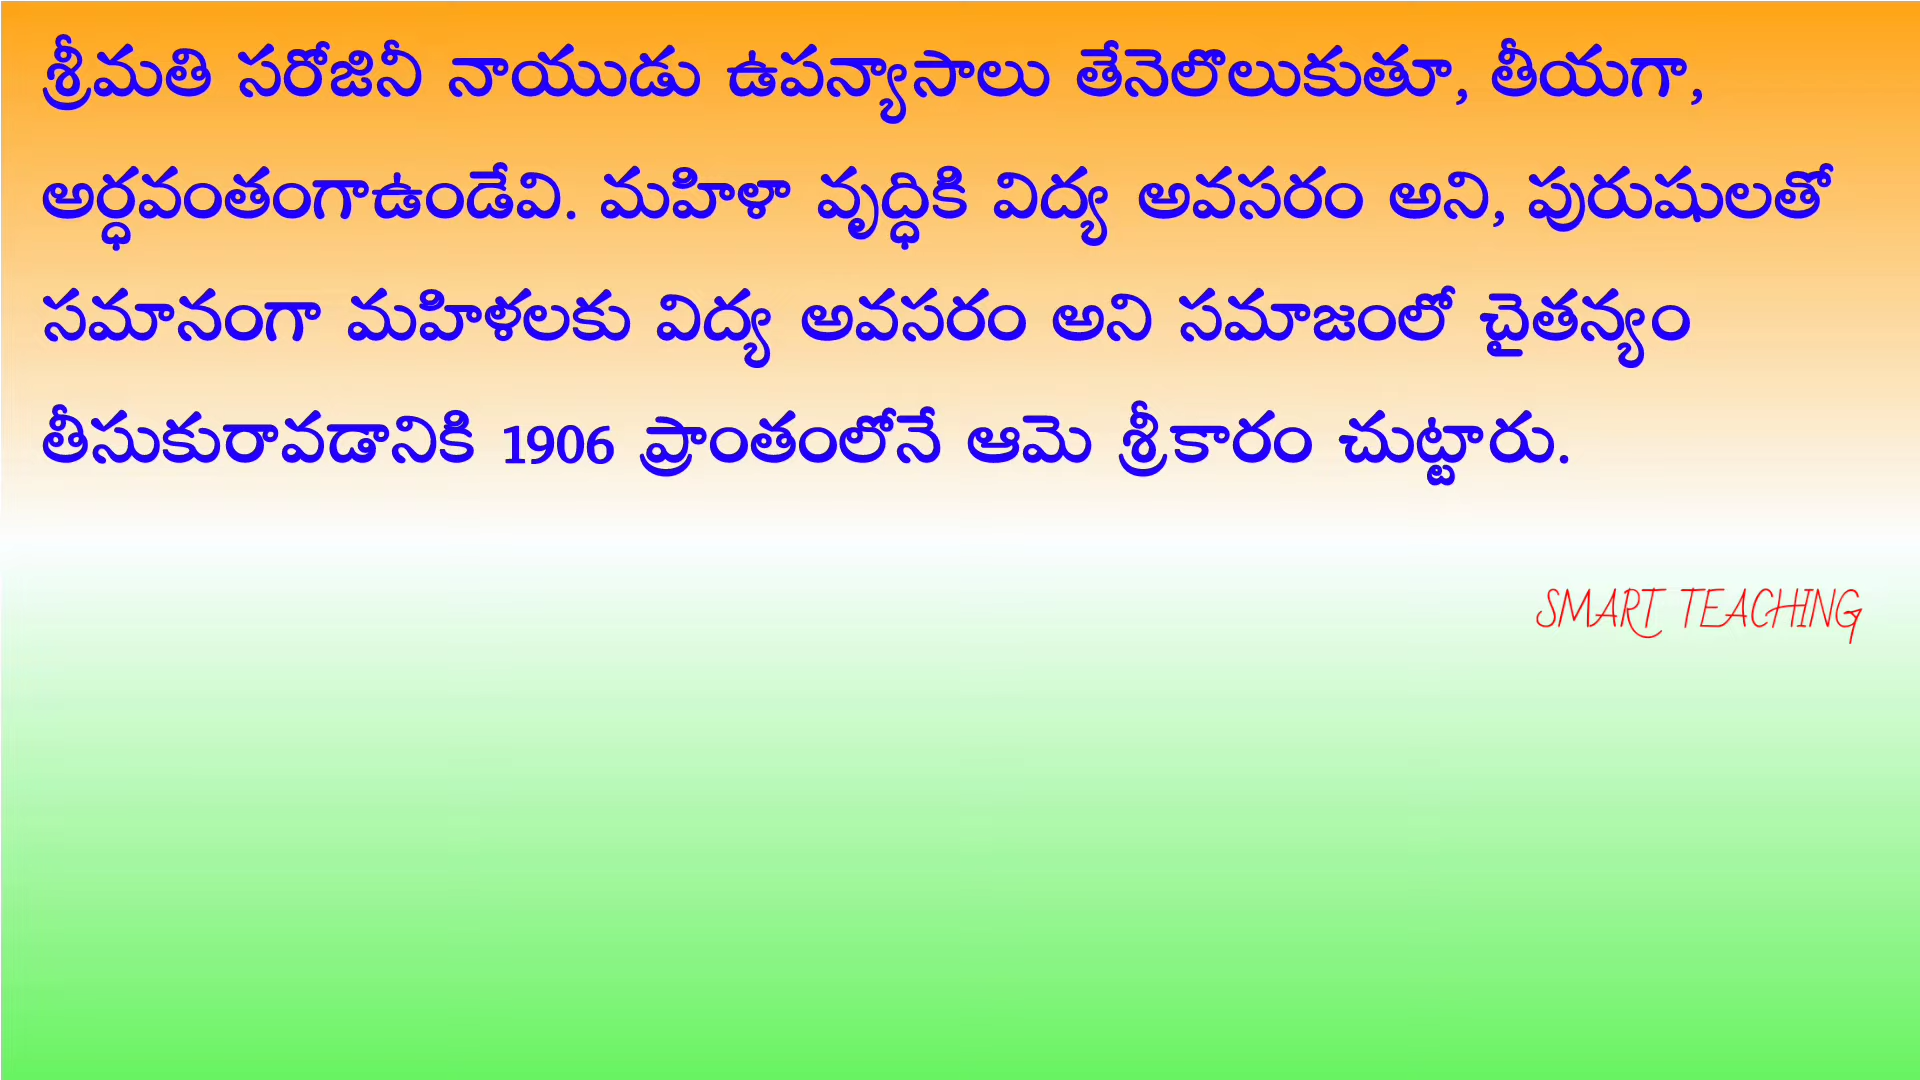 శ్రీమతి సరోజినీ నాయుడు ఉపన్యాసాలు తేనెలొలుకుతూ, తీయగా,
అర్ధవంతంగాఉండేవి. మహిళా వృద్ధికి విద్య అవసరం అని, పురుషులతో
సమానంగా మహిళలకు విద్య అవసరం అని సమాజంలో చైతన్యం
తీసుకురావడానికి 1906 ప్రాంతంలోనే ఆమె శ్రీకారం చుట్టారు.
SMART TEACHING